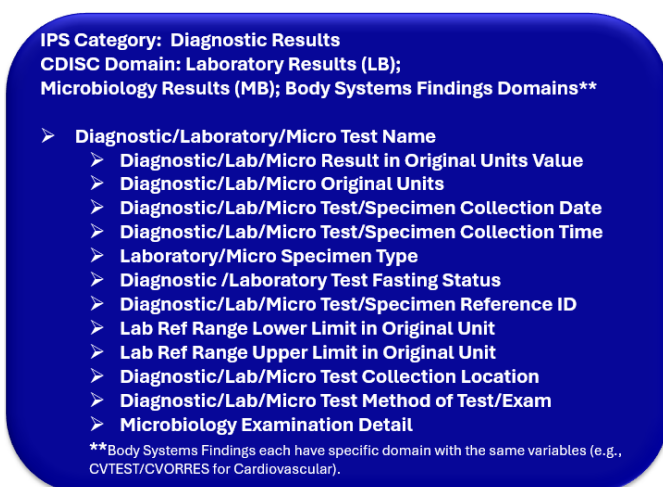 IPS Category:  Diagnostic Results
CDISC Domain: Laboratory Results (LB);
Microbiology Results (MB); Body Systems Findings Domains**
➢ Diagnostic/Laboratory/Micro Test Name
➢ Diagnostic/Lab/Micro Result in Original Units Value
➢ Diagnostic/Lab/Micro Original Units
➢ Diagnostic/Lab/Micro Test/Specimen Collection Date
➢ Diagnostic/Lab/Micro Test/Specimen Collection Time
➢ Laboratory/Micro Specimen Type
➢ Diagnostic /Laboratory Test Fasting Status
➢ Diagnostic/Lab/Micro Test/Specimen Reference ID
➢ Lab Ref Range Lower Limit in Original Unit
➢ Lab Ref Range Upper Limit in Original Unit
➢ Diagnostic/Lab/Micro Test Collection Location
➢ Diagnostic/Lab/Micro Test Method of Test/Exam
➢ Microbiology Examination Detail
**Body Systems Findings each have specific domain with the same variables (e.g.,
CVTEST/CVORRES for Cardiovascular).